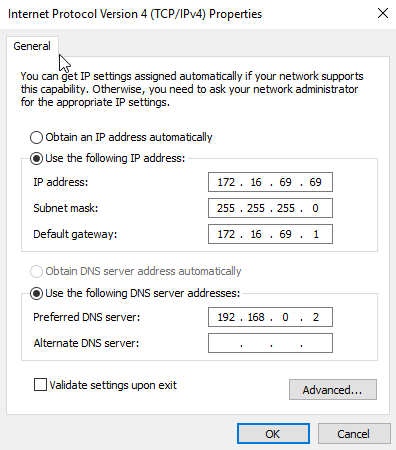 Internet Protocol Version 4 (TCP/IPv4) Properties
General
You can get IP settings assigned automatically if your network supports
this capability. Otherwise, you need to ask your network administrator
for the appropriate IP settings.
Obtain an IP address automatically
Use the following IP address:
IP address: 172 . 16 . 69 . 69
Subnet mask: 255 . 255 . 255 . 0
Default gateway: 172 . 16 . 69 . 1
Obtain DNS server address automatically
Use the following DNS server addresses:
Preferred DNS server: 192 . 168 . 0 . 2
Alternate DNS server: . . .
Validate settings upon exit
Advanced...
OK Cancel